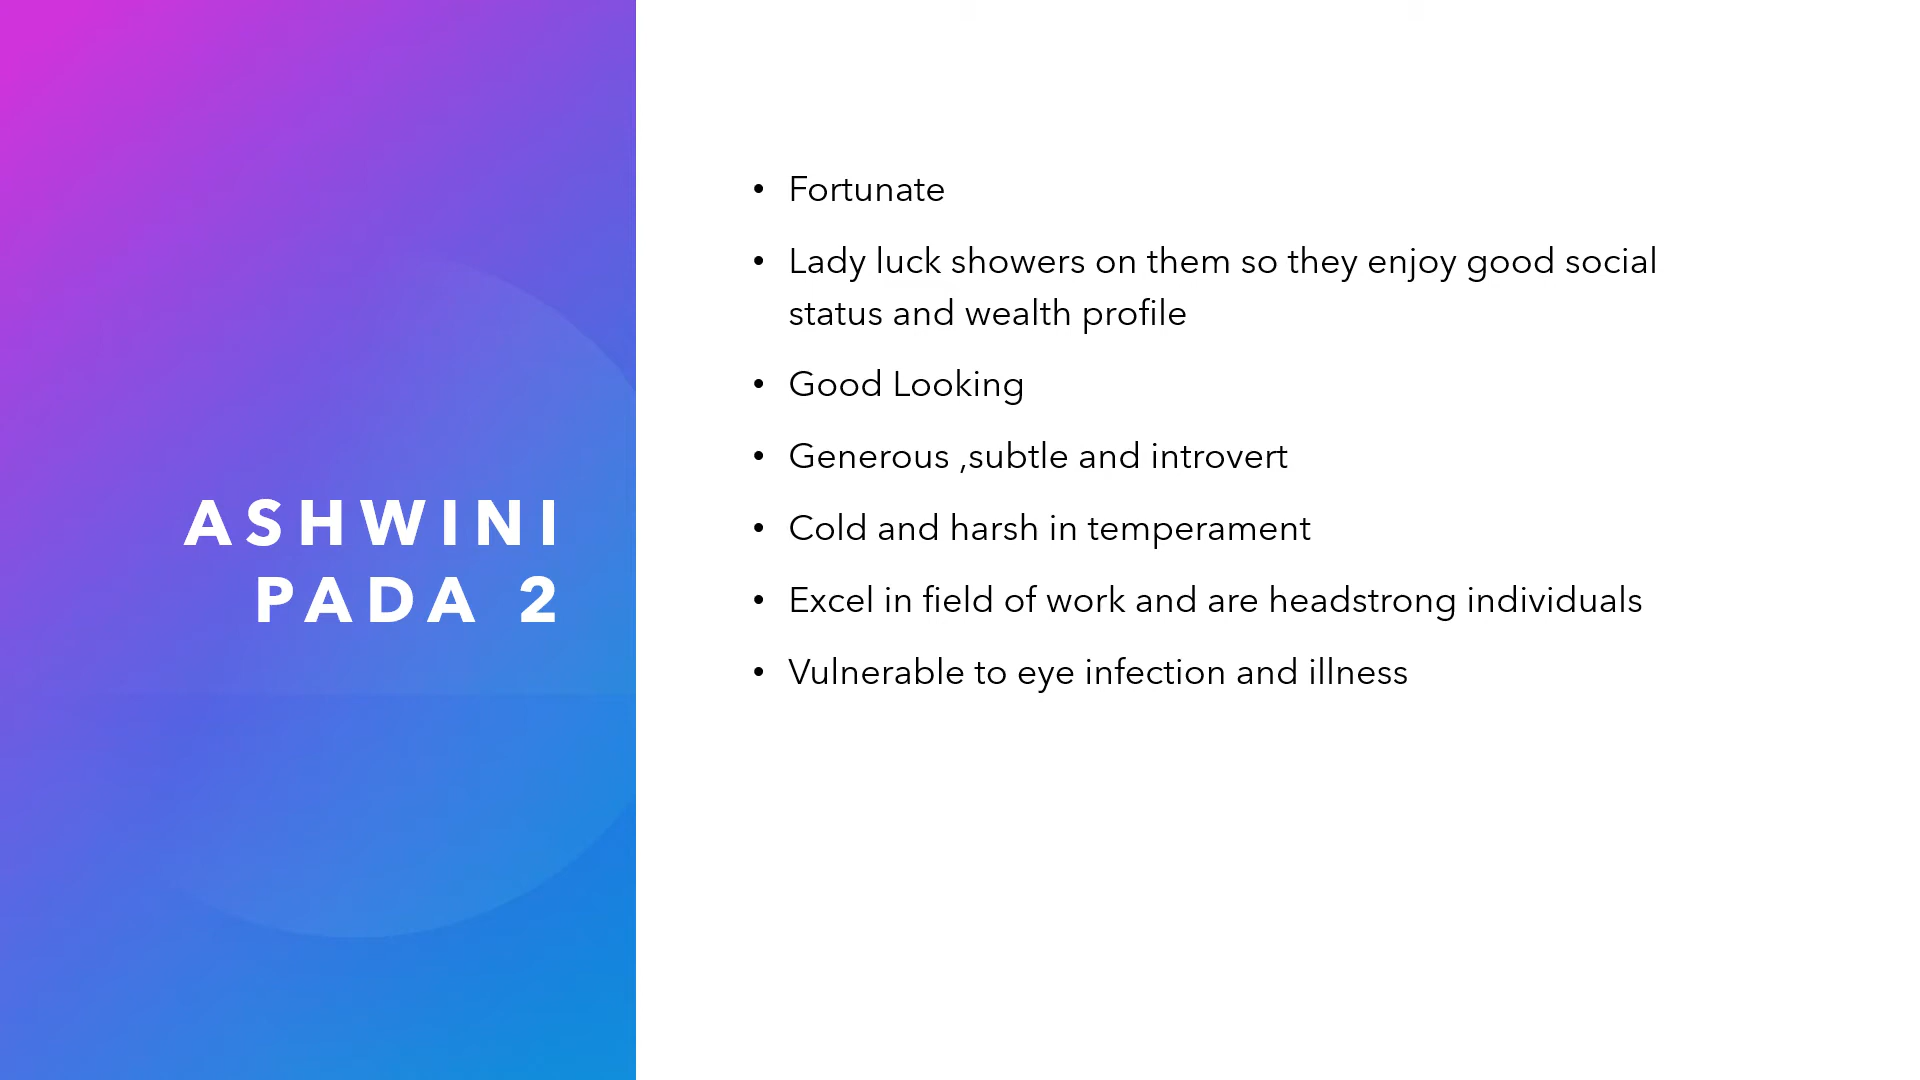 ASHWINI
PADA 2
• Fortunate
• Lady luck showers on them so they enjoy good social
status and wealth profile
• Good Looking
• Generous ,subtle and introvert
• Cold and harsh in temperament
• Excel in field of work and are headstrong individuals
• Vulnerable to eye infection and illness